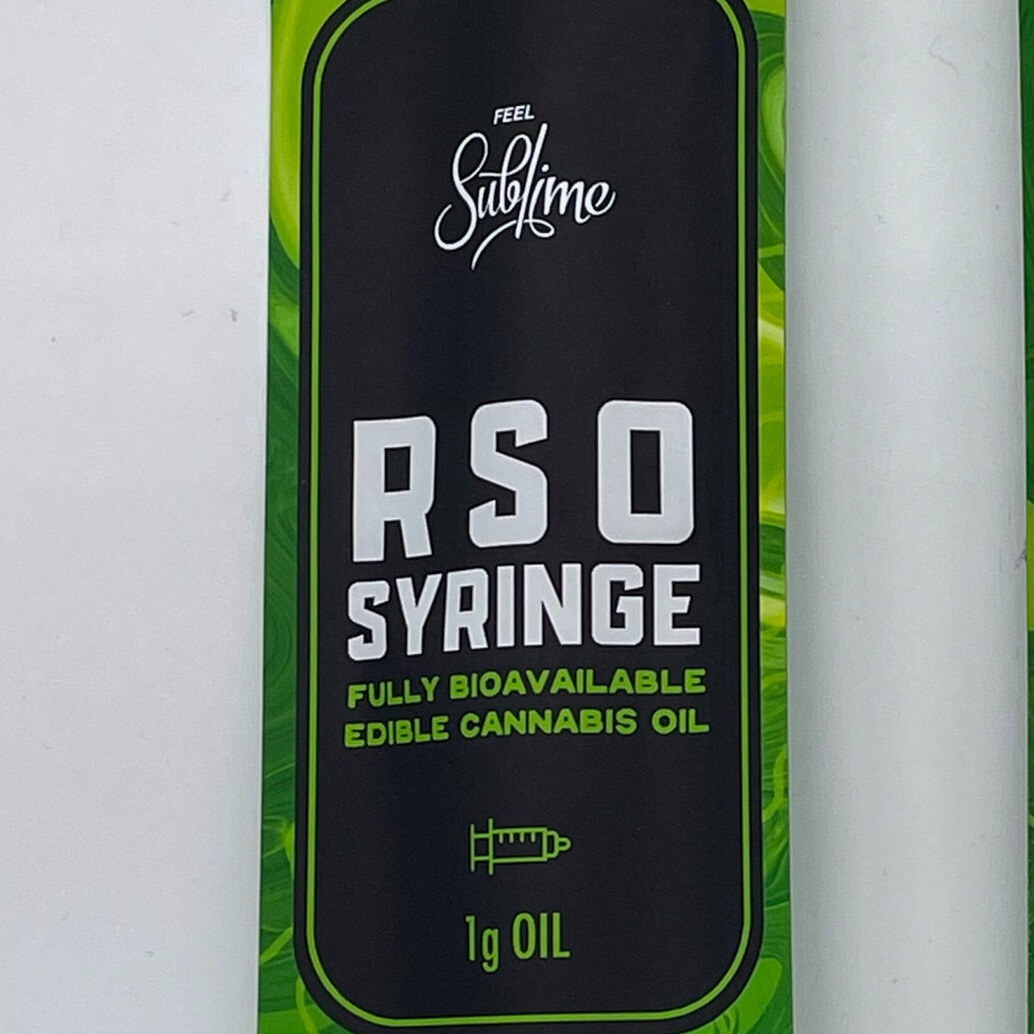 FEEL
Sublime
RSO
SYRINGE
FULLY BIOAVAILABLE
EDIBLE CANNABIS OIL
1g OIL